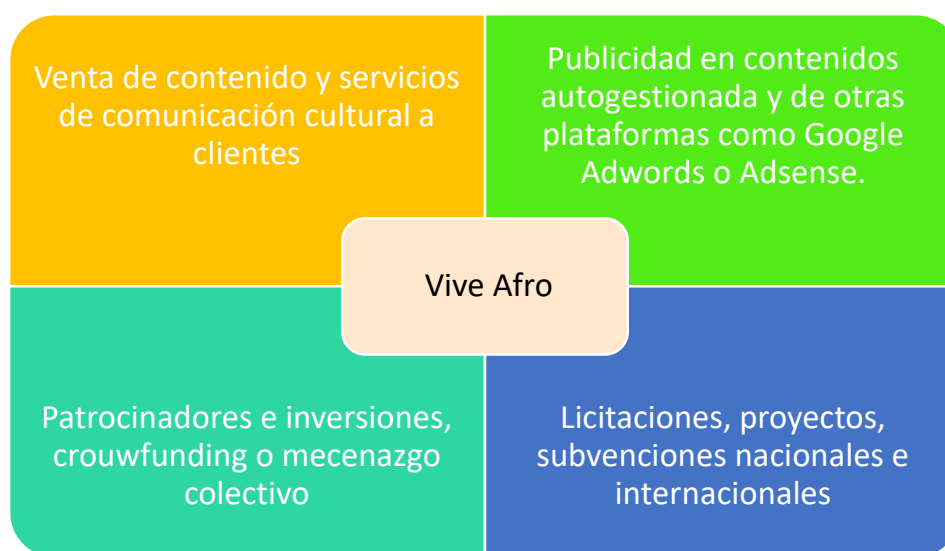 Venta de contenido y servicios
de comunicación cultural a
clientes
Publicidad en contenidos
autogestionada y de otras
plataformas como Google
Adwords o Adsense.
Vive Afro
Patrocinadores e inversiones,
crouwfunding o mecenazgo
colectivo
Licitaciones, proyectos,
subvenciones nacionales e
internacionales